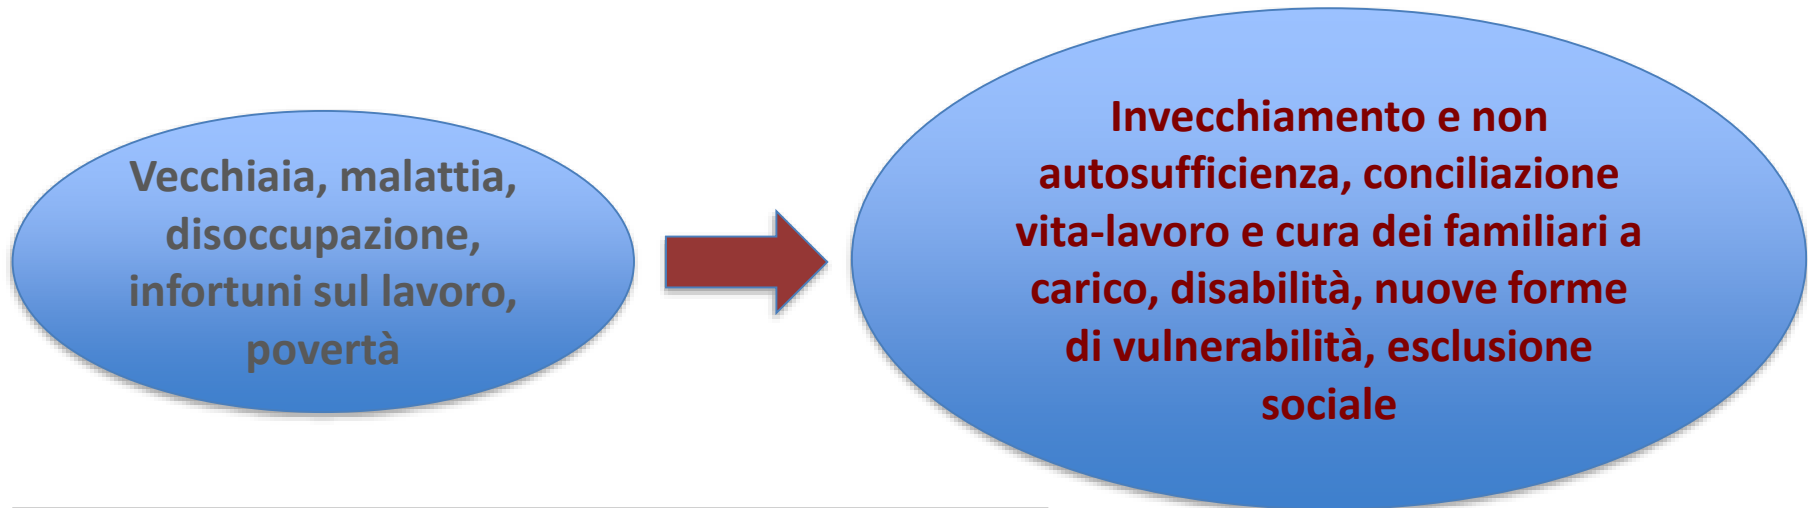 Vecchiaia, malattia,
disoccupazione,
infortuni sul lavoro,
povertà
Invecchiamento e non
autosufficienza, conciliazione
vita-lavoro e cura dei familiari a
carico, disabilità, nuove forme
di vulnerabilità, esclusione
sociale